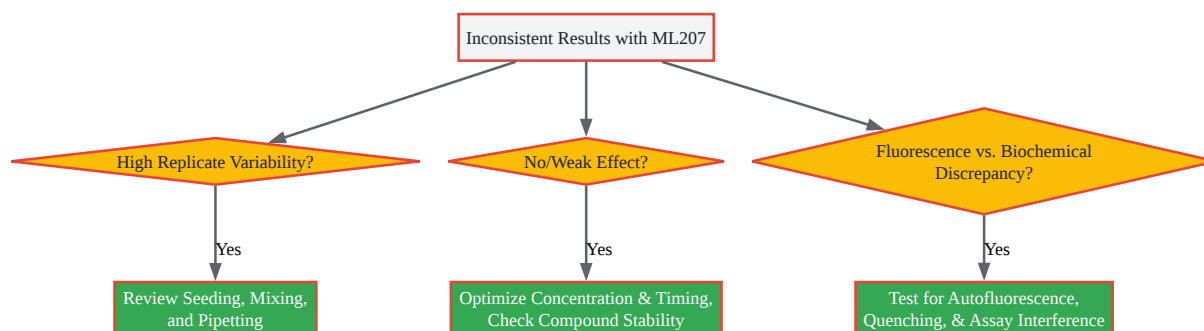 Inconsistent Results with ML207
High Replicate Variability?
No/Weak Effect?
Fluorescence vs. Biochemical
Discrepancy?
Yes
Yes
Yes
Review Seeding, Mixing,
and Pipetting
Optimize Concentration & Timing,
Check Compound Stability
Test for Autofluorescence,
Quenching, & Assay Interference